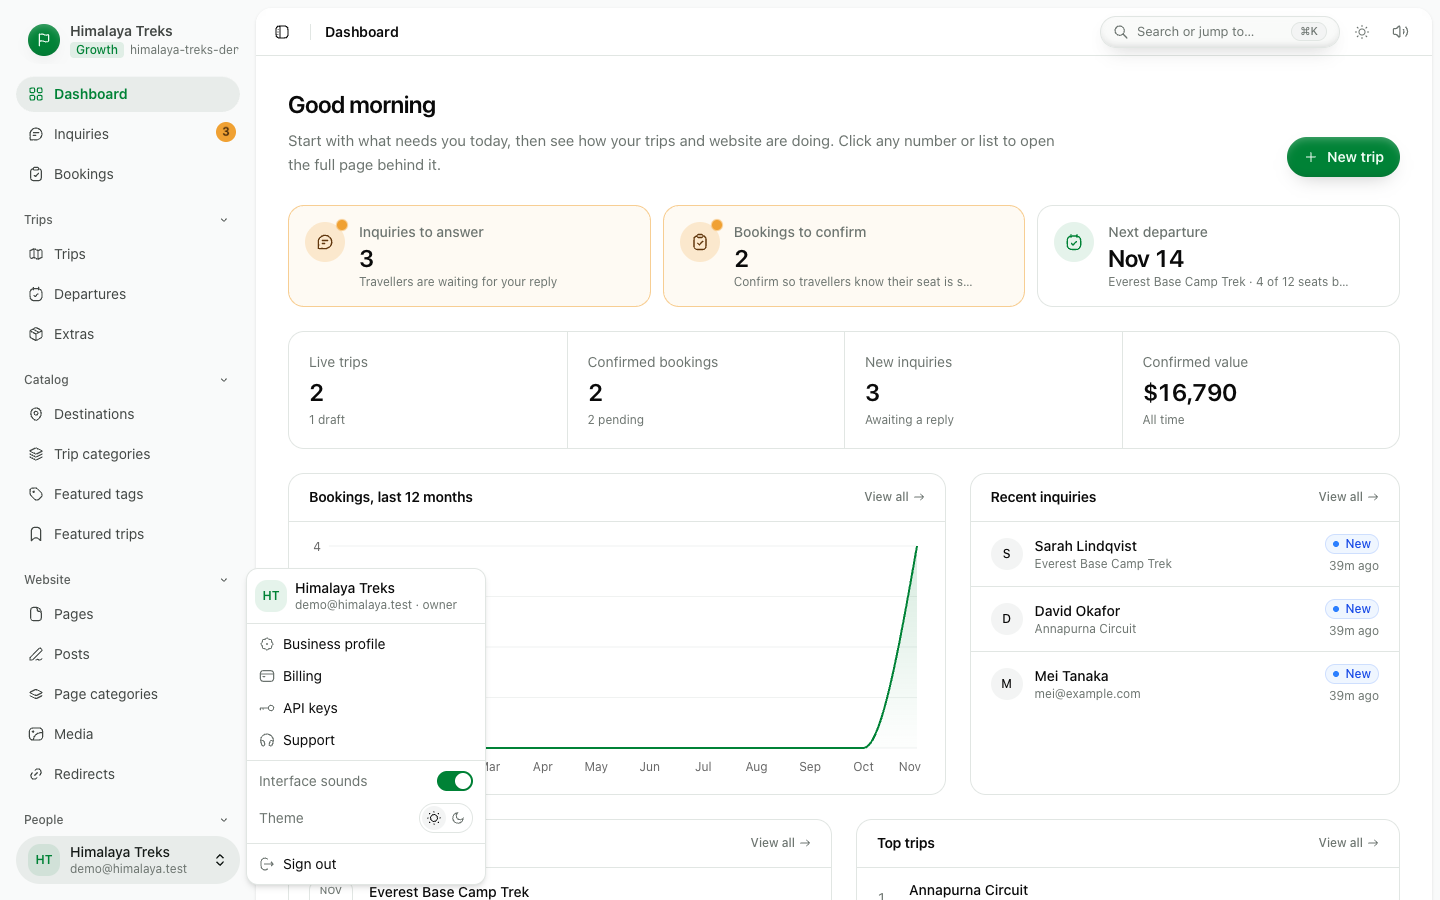 Himalaya Treks
Growth himalaya-treks-der
Dashboard
Inquiries 3
Bookings
Trips
Trips
Departures
Extras
Catalog
Destinations
Trip categories
Featured tags
Featured trips
Website
Pages
Posts
Page categories
Media
Redirects
People
HT Himalaya Treks
demo@himalaya.test
Dashboard
Search or jump to... ⌘K
Good morning
Start with what needs you today, then see how your trips and website are doing. Click any number or list to open
the full page behind it.
+ New trip
Inquiries to answer
3
Travellers are waiting for your reply
Bookings to confirm
2
Confirm so travellers know their seat is s...
Next departure
Nov 14
Everest Base Camp Trek · 4 of 12 seats b...
Live trips
2
1 draft
Confirmed bookings
2
2 pending
New inquiries
3
Awaiting a reply
Confirmed value
$16,790
All time
Bookings, last 12 months View all →
4
Apr May Jun Jul Aug Sep Oct Nov
Recent inquiries View all →
S Sarah Lindqvist New
Everest Base Camp Trek 39m ago
D David Okafor New
Annapurna Circuit 39m ago
M Mei Tanaka New
mei@example.com 39m ago
HT Himalaya Treks
demo@himalaya.test · owner
Business profile
Billing
API keys
Support
Interface sounds
Theme
Sign out
View all →
NOV Everest Base Camp Trek
Top trips View all →
1 Annapurna Circuit